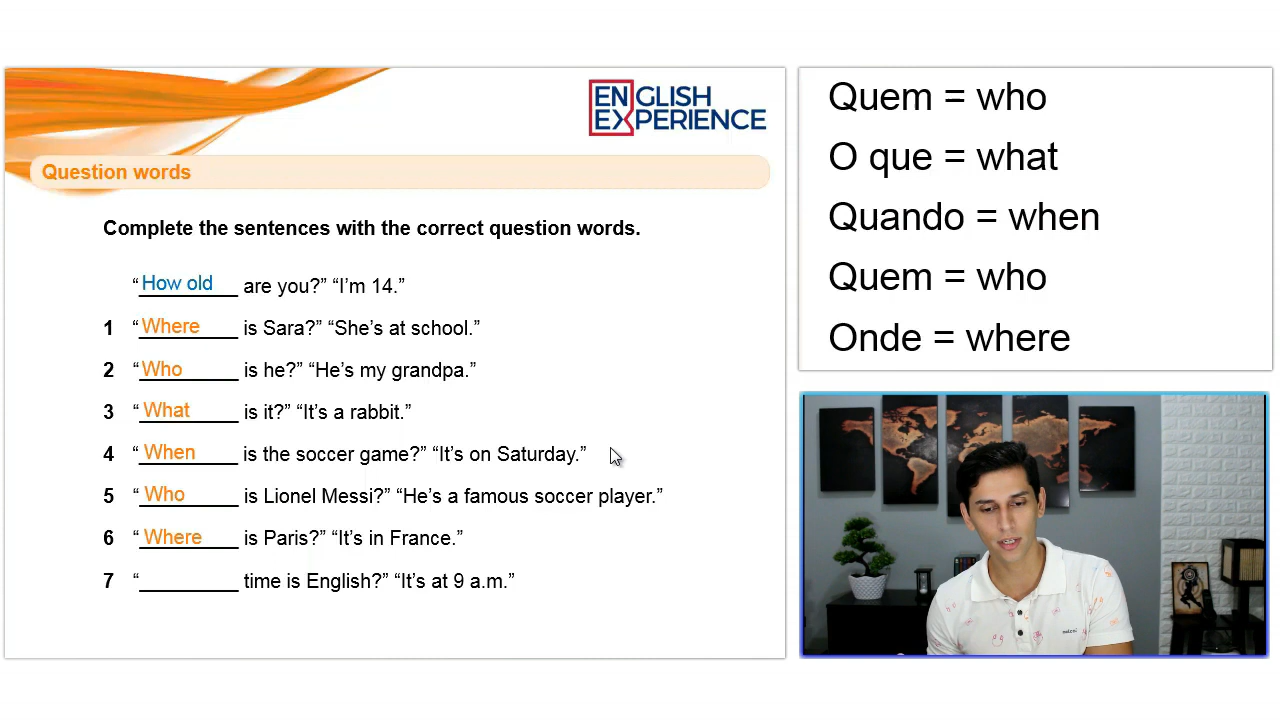 ENGLISH
EXPERIENCE
Question words
Complete the sentences with the correct question words.
“How old are you?” “I’m 14.”
1 “Where is Sara?” “She’s at school.”
2 “Who is he?” “He’s my grandpa.”
3 “What is it?” “It’s a rabbit.”
4 “When is the soccer game?” “It’s on Saturday.”
5 “Who is Lionel Messi?” “He’s a famous soccer player.”
6 “Where is Paris?” “It’s in France.”
7 “__________ time is English?” “It’s at 9 a.m.”
Quem = who
O que = what
Quando = when
Quem = who
Onde = where